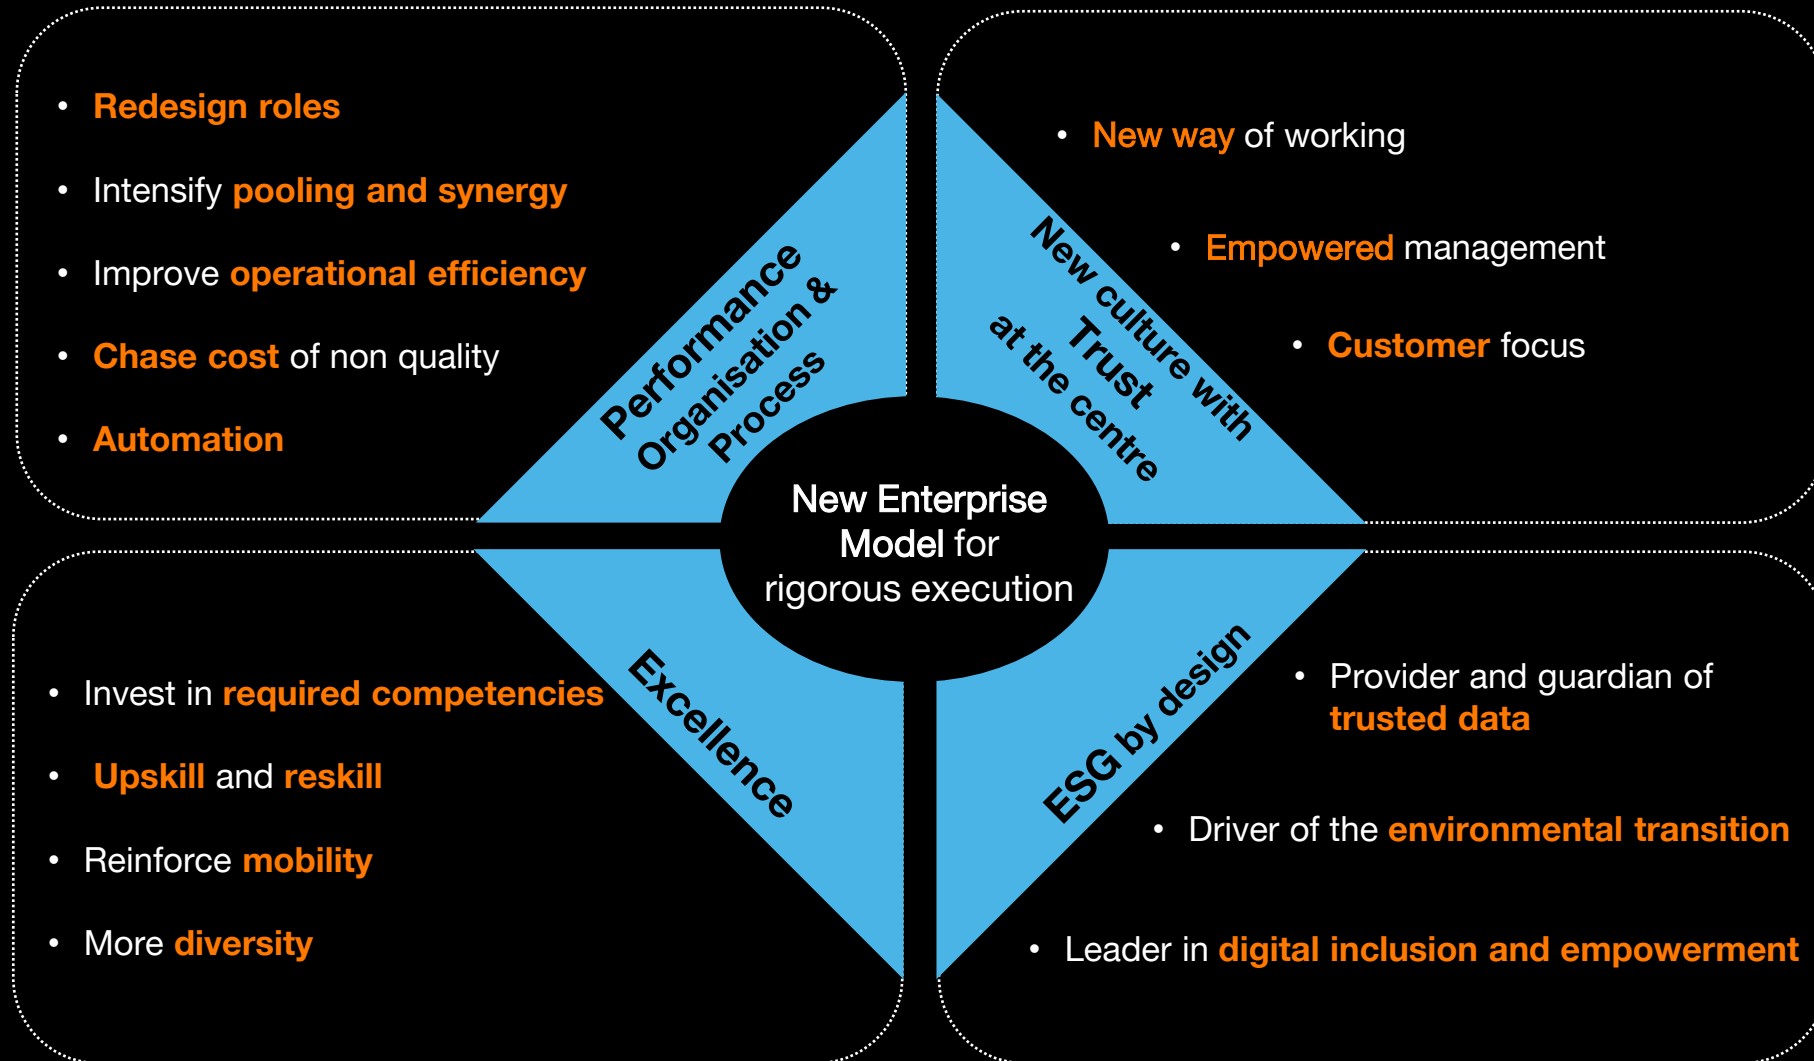 • Redesign roles
• Intensify pooling and synergy
• Improve operational efficiency
• Chase cost of non quality
• Automation
Performance
Organisation &
Process
• New way of working
• Empowered management
• Customer focus
New culture with
Trust
at the centre
New Enterprise
Model for
rigorous execution
• Invest in required competencies
• Upskill and reskill
• Reinforce mobility
• More diversity
Excellence
ESG by design
• Provider and guardian of
trusted data
• Driver of the environmental transition
• Leader in digital inclusion and empowerment